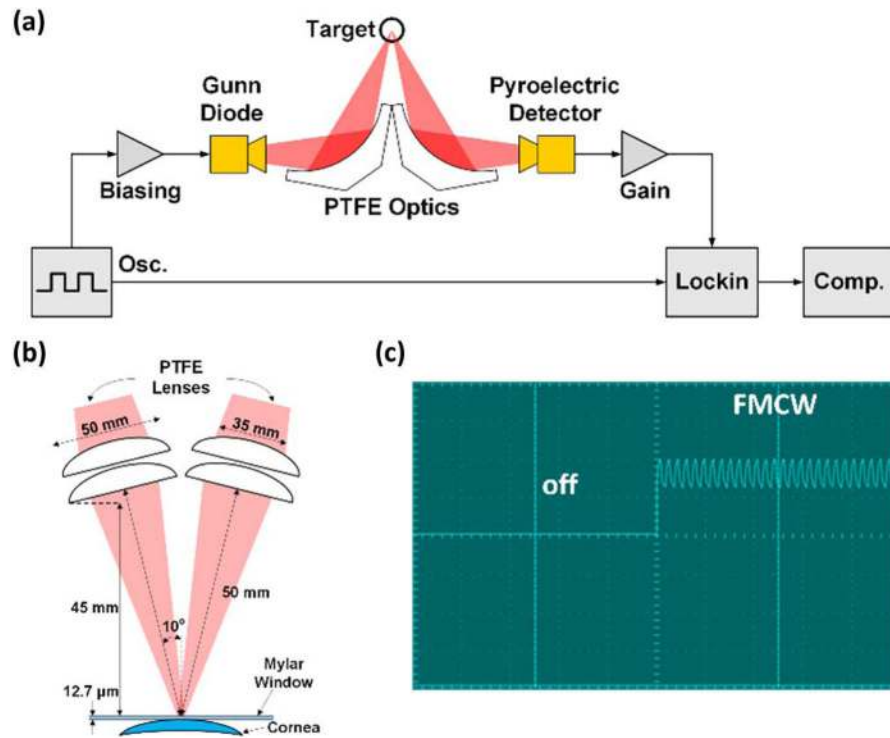 (a)
Target
Gunn
Diode
Pyroelectric
Detector
Biasing
PTFE Optics
Gain
Osc.
Lockin
Comp.
(b)
PTFE
Lenses
50 mm
35 mm
45 mm
50 mm
10°
12.7 µm
Mylar
Window
Cornea
(c)
FMCW
off